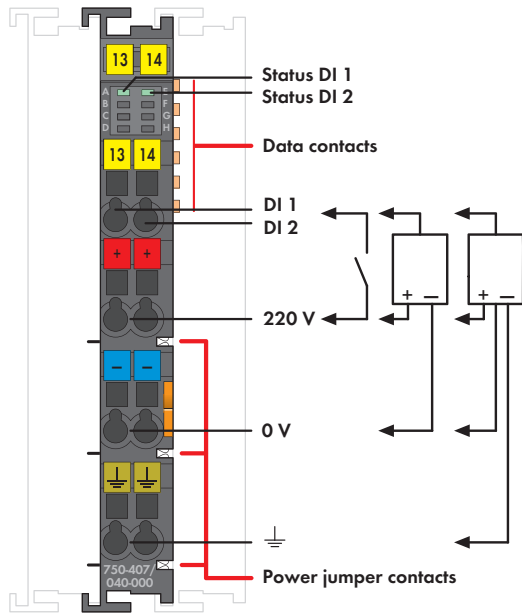 13 14
Status DI 1
A E
Status DI 2
B F
C G
D H
13 14
Data contacts
DI 1
DI 2
+ +
+ − + −
220 V
− −
0 V
750-407/
040-000
Power jumper contacts